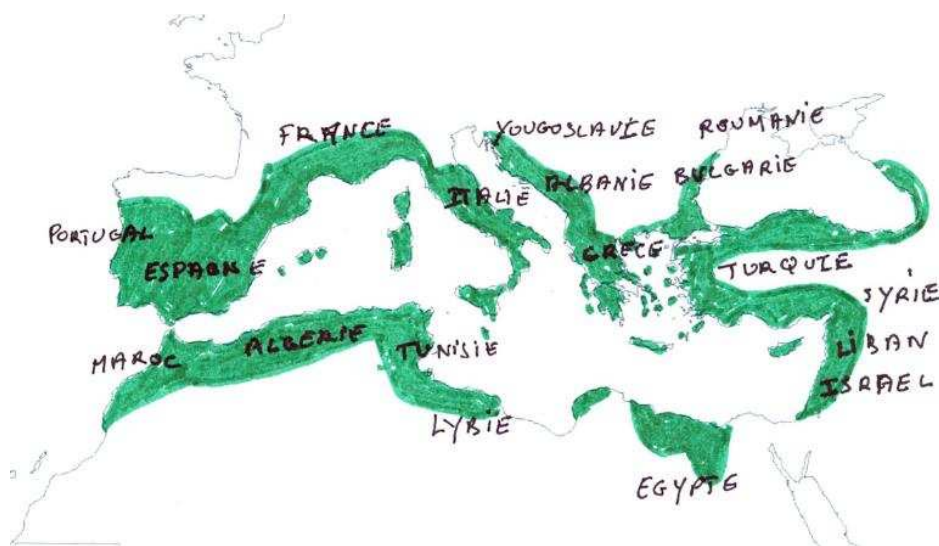 FRANCE
YOUGOSLAVIE
ROUMANIE
ITALIE
ALBANIE
BULGARIE
PORTUGAL
ESPAGNE
GRECE
TURQUIE
SYRIE
MAROC
ALGERIE
TUNISIE
LIBAN
ISRAEL
LYBIE
EGYPTE